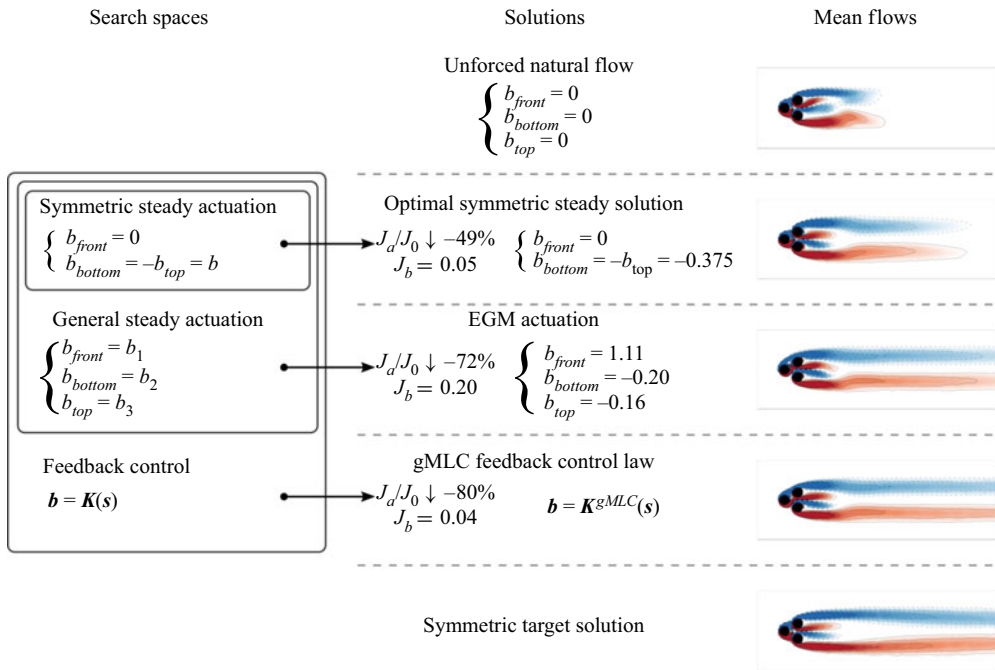 Search spaces
Solutions
Mean flows
Unforced natural flow
b_front = 0
b_bottom = 0
b_top = 0
Symmetric steady actuation
b_front = 0
b_bottom = –b_top = b
Optimal symmetric steady solution
J_a/J_0 ↓ –49%
J_b = 0.05
b_front = 0
b_bottom = –b_top = –0.375
General steady actuation
b_front = b_1
b_bottom = b_2
b_top = b_3
EGM actuation
J_a/J_0 ↓ –72%
J_b = 0.20
b_front = 1.11
b_bottom = –0.20
b_top = –0.16
Feedback control
b = K(s)
gMLC feedback control law
J_a/J_0 ↓ –80%
J_b = 0.04
b = K^gMLC(s)
Symmetric target solution